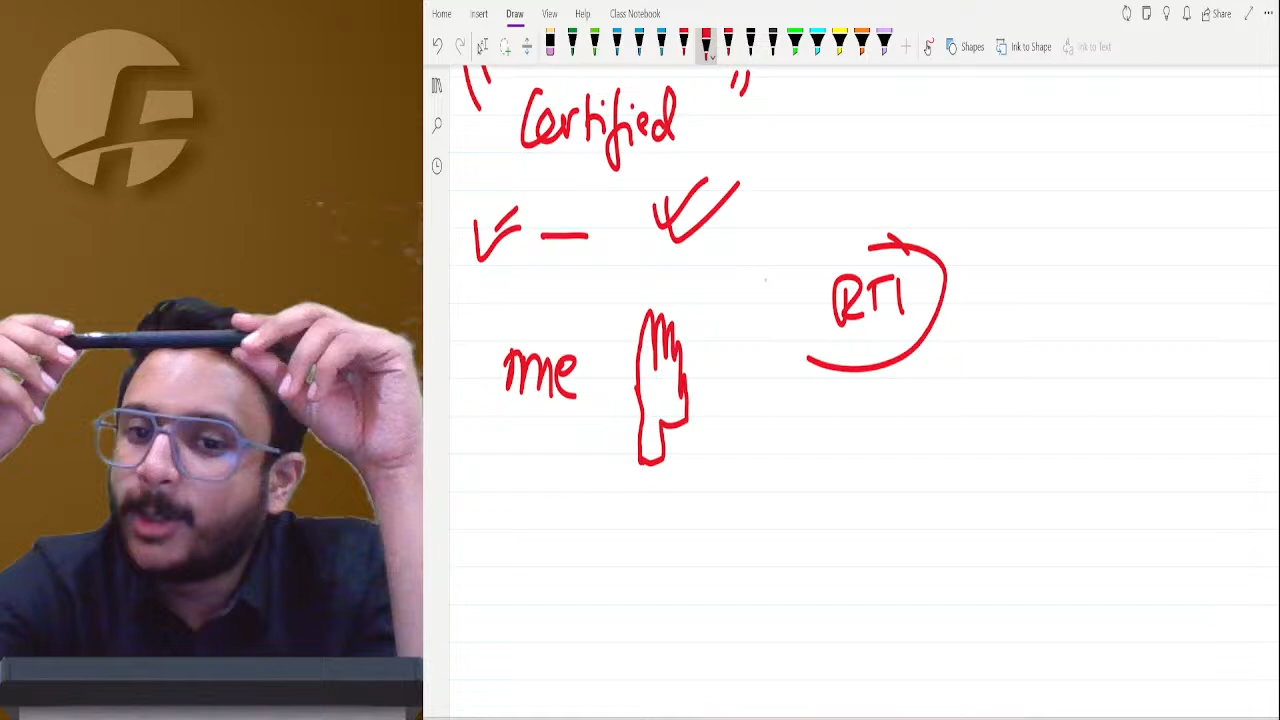 Home Insert Draw View Help Class Notebook Share
Shapes Ink to Shape Ink to Text
" Certified "
RTI
me